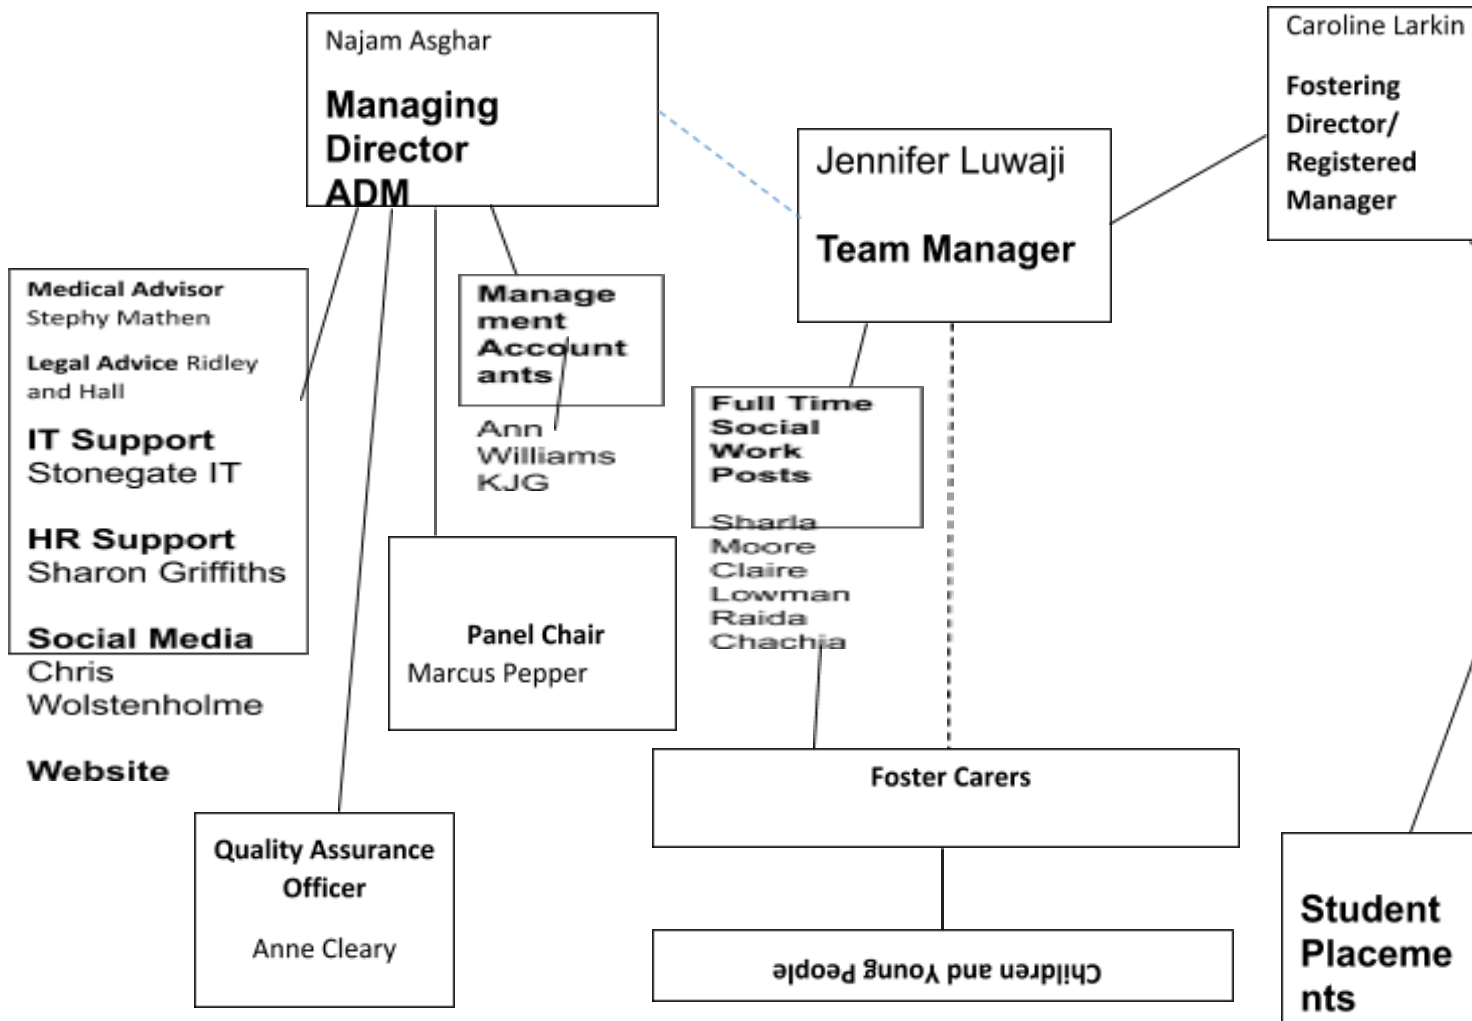 Najam Asghar
Managing
Director
ADM
Jennifer Luwaji
Team Manager
Caroline Larkin
Fostering
Director/
Registered
Manager
Medical Advisor
Stephy Mathen
Legal Advice Ridley
and Hall
IT Support
Stonegate IT
HR Support
Sharon Griffiths
Social Media
Chris
Wolstenholme
Website
Manage
ment
Account
ants
Ann
Williams
KJG
Full Time
Social
Work
Posts
Sharla
Moore
Claire
Lowman
Raida
Chachia
Panel Chair
Marcus Pepper
Foster Carers
Quality Assurance
Officer
Anne Cleary
Children and Young People
Student
Placeme
nts